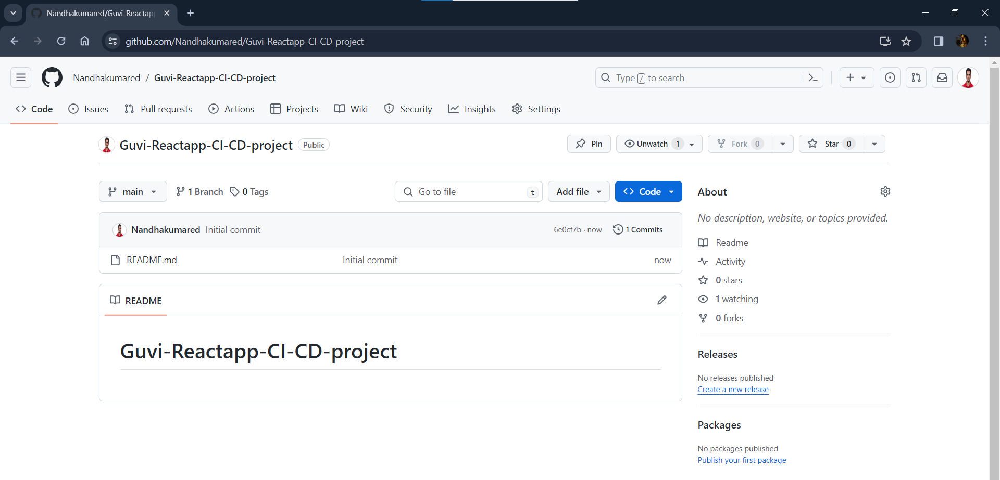 Nandhakumared/Guvi-Reactapp
github.com/Nandhakumared/Guvi-Reactapp-CI-CD-project
Nandhakumared / Guvi-Reactapp-CI-CD-project
Type / to search
Code Issues Pull requests Actions Projects Wiki Security Insights Settings
Guvi-Reactapp-CI-CD-project Public
Pin Unwatch 1 Fork 0 Star 0
main 1 Branch 0 Tags Go to file t Add file Code
Nandhakumared Initial commit 6e0cf7b · now 1 Commits
README.md Initial commit now
README
Guvi-Reactapp-CI-CD-project
About
No description, website, or topics provided.
Readme
Activity
0 stars
1 watching
0 forks
Releases
No releases published
Create a new release
Packages
No packages published
Publish your first package